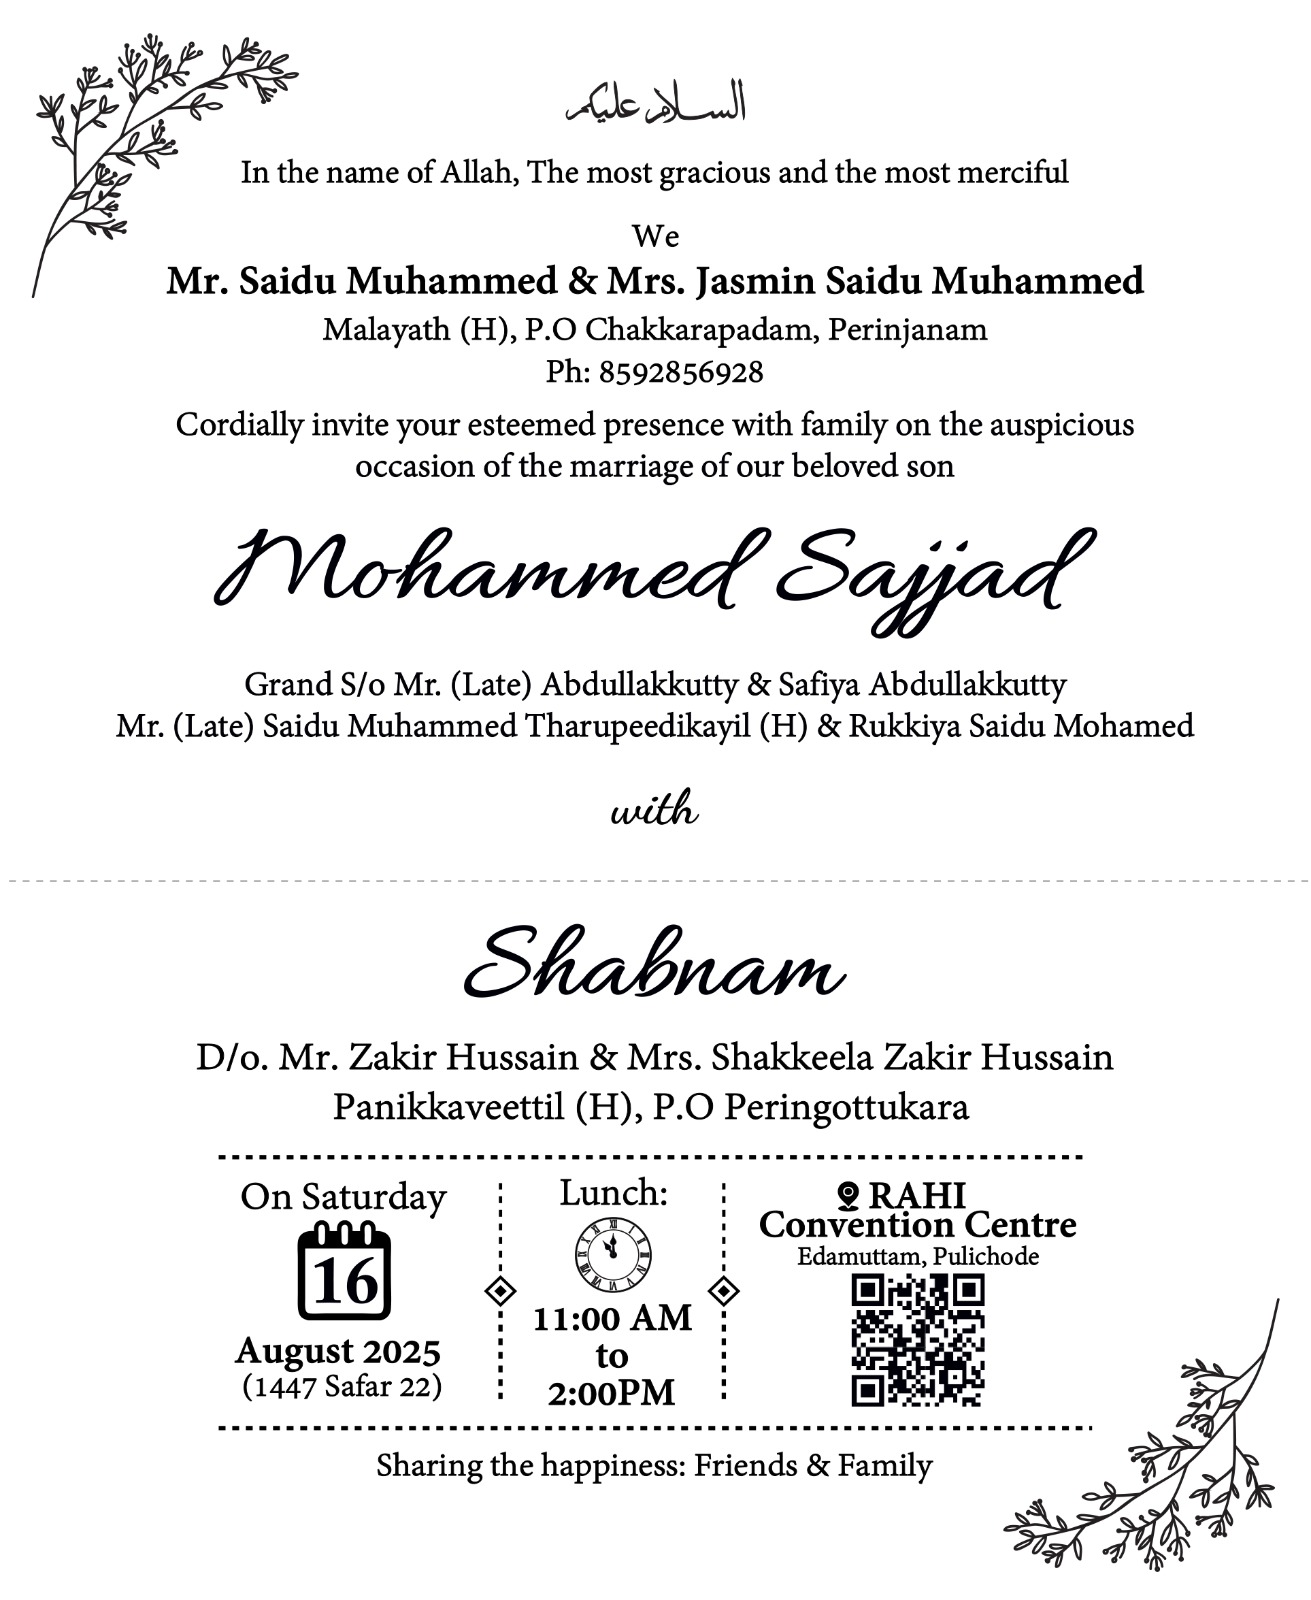 السلام عليكم
In the name of Allah, The most gracious and the most merciful
We
Mr. Saidu Muhammed & Mrs. Jasmin Saidu Muhammed
Malayath (H), P.O Chakkarapadam, Perinjanam
Ph: 8592856928
Cordially invite your esteemed presence with family on the auspicious
occasion of the marriage of our beloved son
Mohammed Sajjad
Grand S/o Mr. (Late) Abdullakkutty & Safiya Abdullakkutty
Mr. (Late) Saidu Muhammed Tharupeedikayil (H) & Rukkiya Saidu Mohamed
with
Shabnam
D/o. Mr. Zakir Hussain & Mrs. Shakkeela Zakir Hussain
Panikkaveettil (H), P.O Peringottukara
On Saturday
16
August 2025
(1447 Safar 22)
Lunch:
11:00 AM
to
2:00PM
RAHI
Convention Centre
Edamuttam, Pulichode
Sharing the happiness: Friends & Family